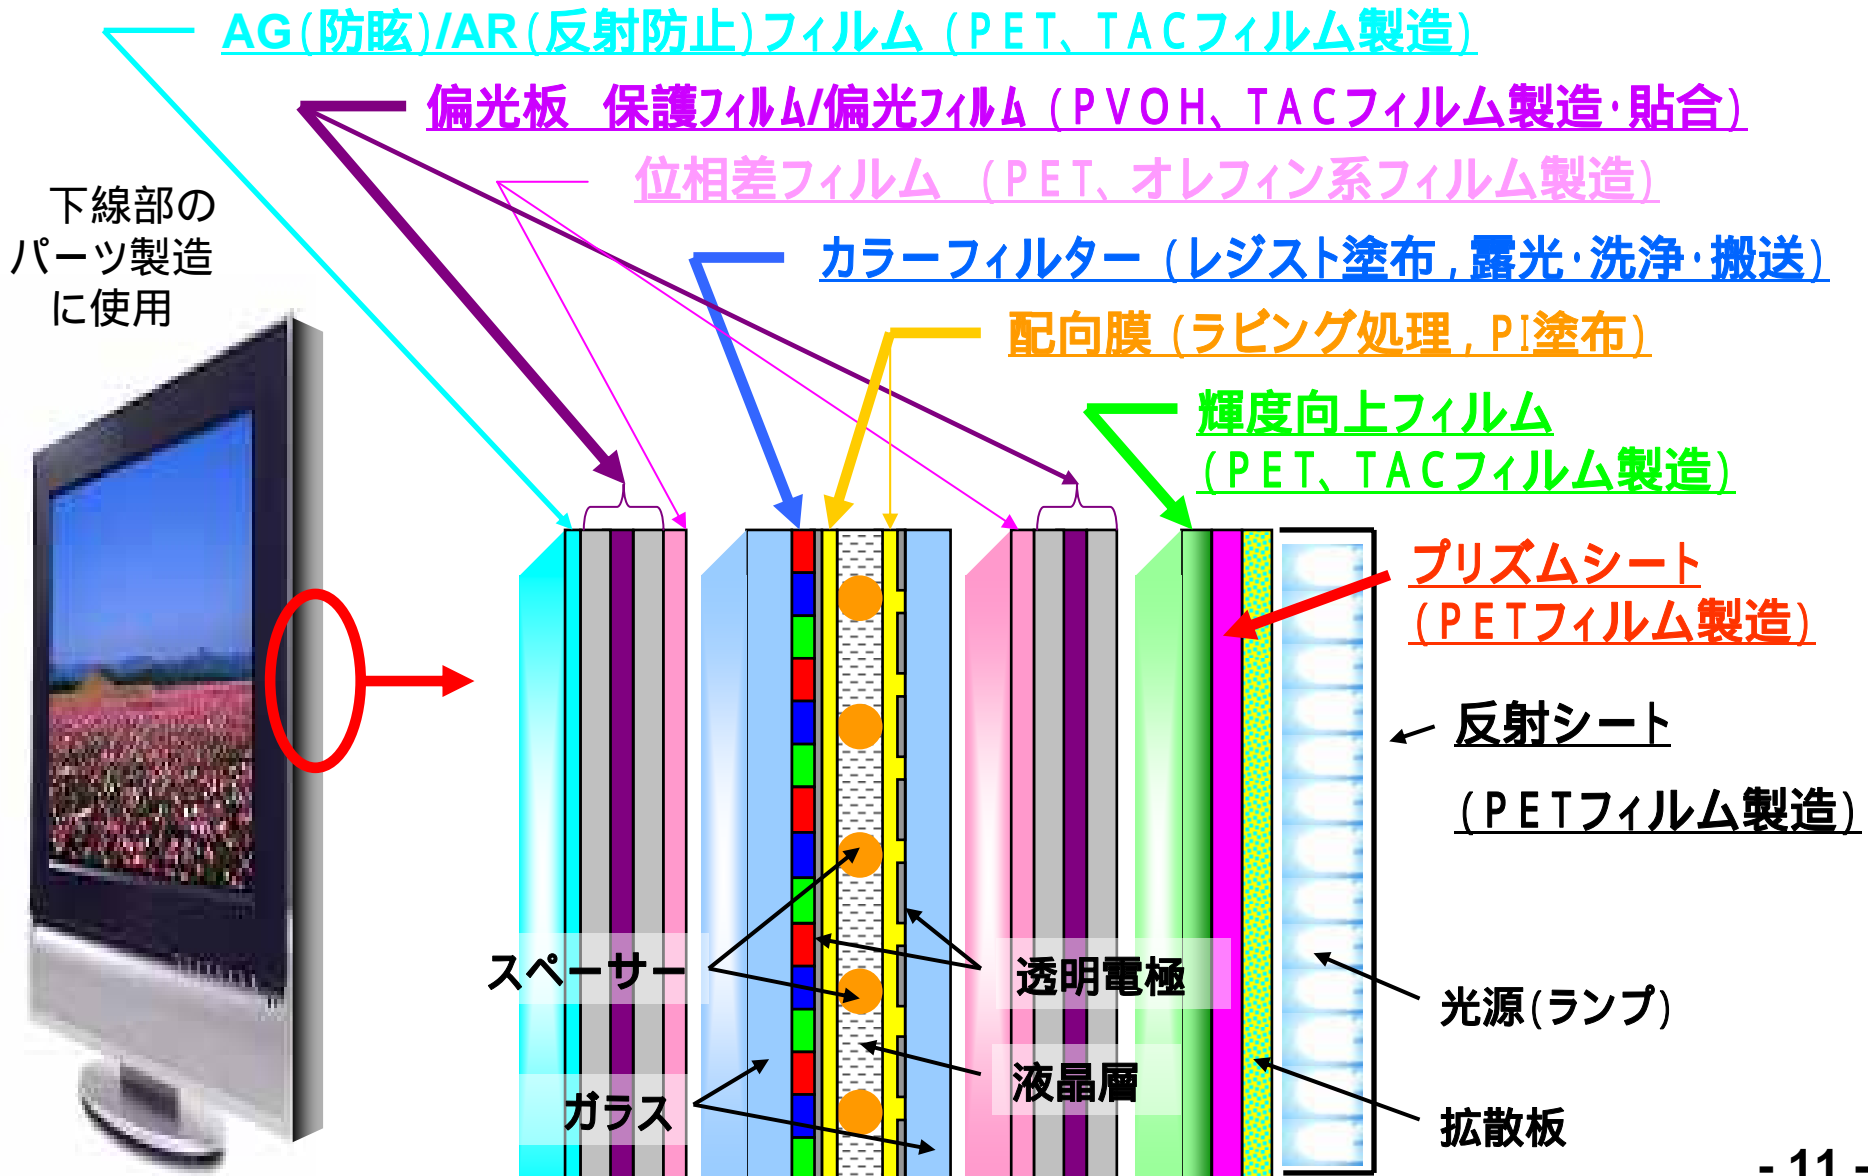 AG(防眩)/AR(反射防止)フィルム（PET、TACフィルム製造）
偏光板　保護フィルム/偏光フィルム（PVOH、TACフィルム製造・貼合）
位相差フィルム　（PET、オレフィン系フィルム製造）
下線部の
パーツ製造
に使用
カラーフィルター（レジスト塗布，露光・洗浄・搬送）
配向膜（ラビング処理，PI塗布）
輝度向上フィルム
（PET、TACフィルム製造）
プリズムシート
（PETフィルム製造）
反射シート
（PETフィルム製造）
スペーサー
透明電極
光源(ランプ)
液晶層
ガラス
拡散板
- 11 -